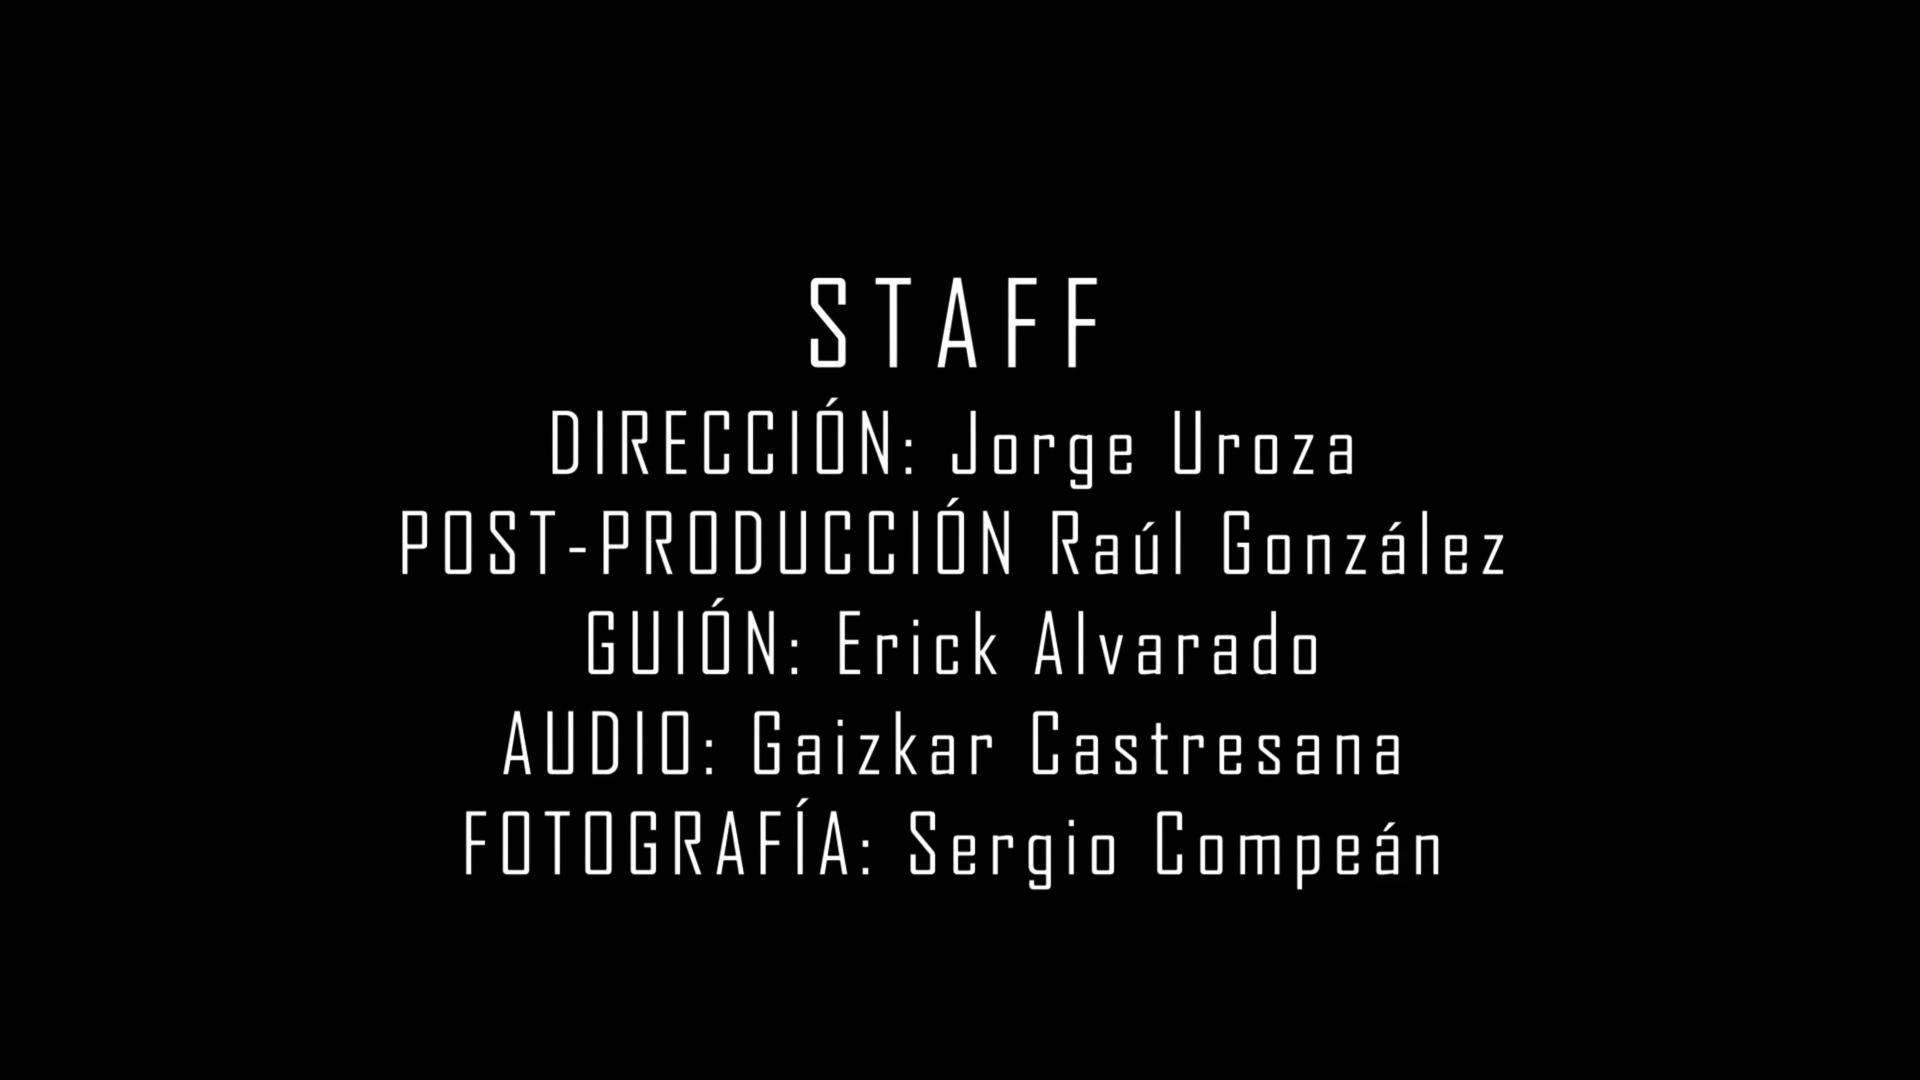 STAFF
DIRECCIÓN: Jorge Uroza
POST-PRODUCCIÓN Raúl González
GUIÓN: Erick Alvarado
AUDIO: Gaizkar Castresana
FOTOGRAFÍA: Sergio Compeán